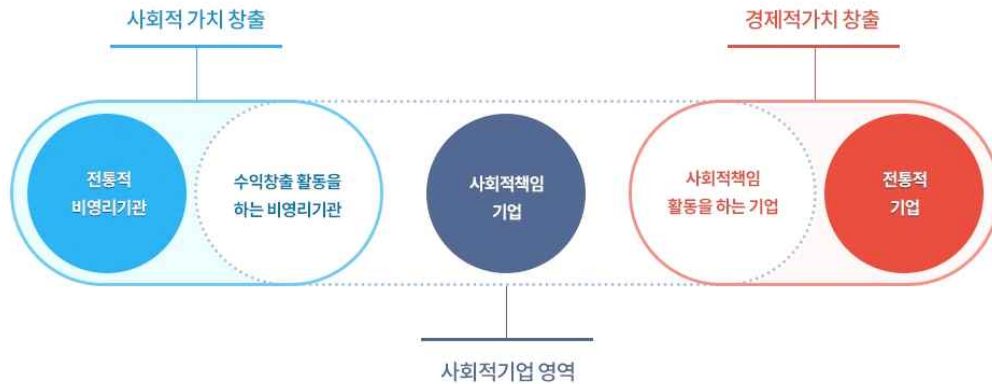 사회적 가치 창출
경제적가치 창출
전통적
비영리기관
수익창출 활동을
하는 비영리기관
사회적책임
기업
사회적책임
활동을 하는 기업
전통적
기업
사회적기업 영역